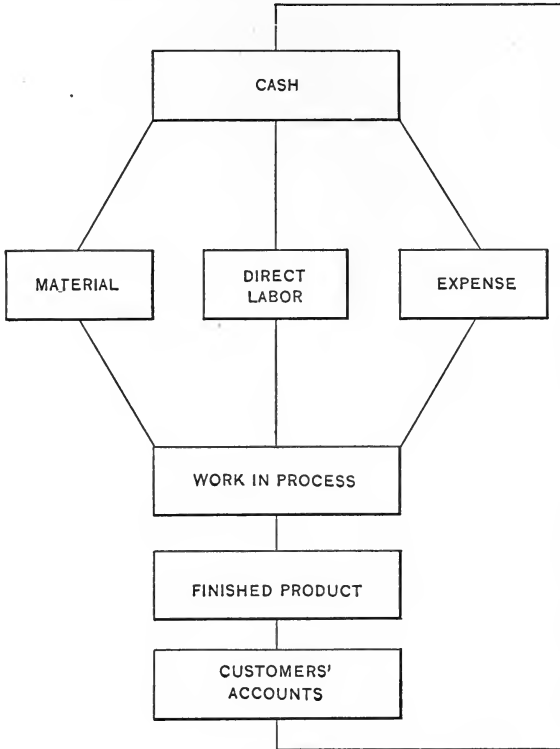 CASH
MATERIAL
DIRECT
LABOR
EXPENSE
WORK IN PROCESS
FINISHED PRODUCT
CUSTOMERS'
ACCOUNTS